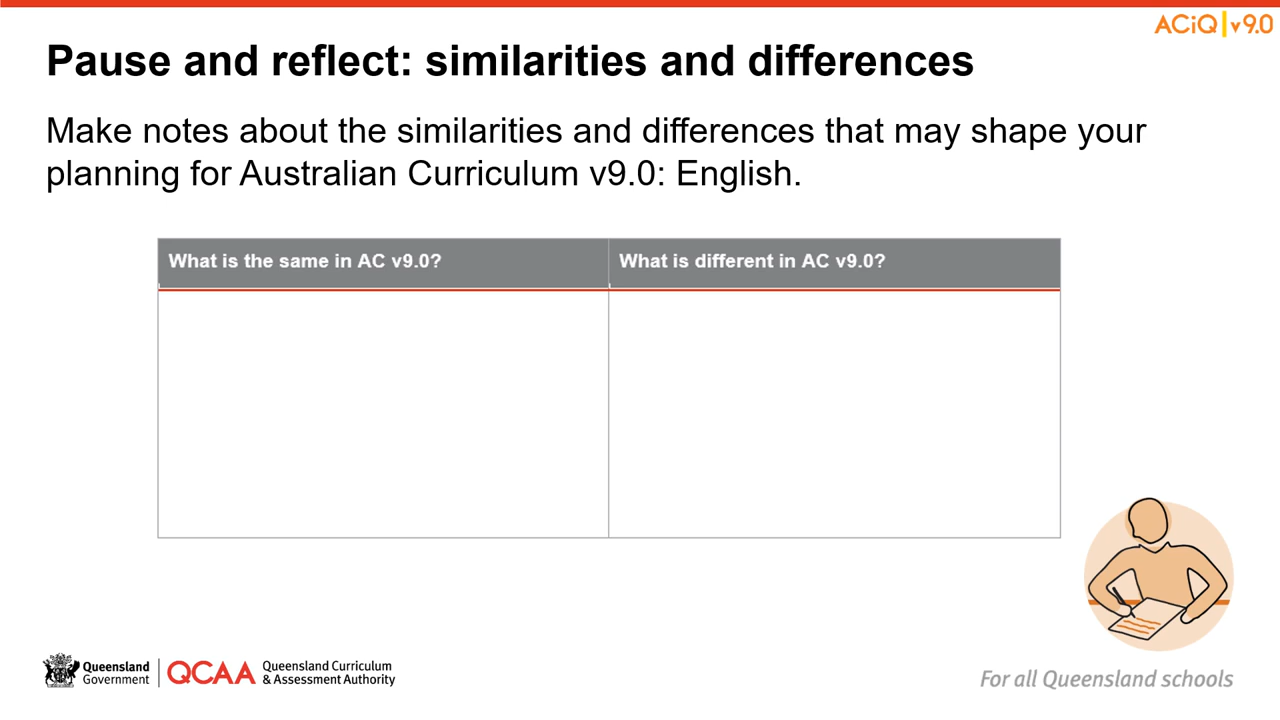 ACiQ v9.0
Pause and reflect: similarities and differences
Make notes about the similarities and differences that may shape your
planning for Australian Curriculum v9.0: English.
What is the same in AC v9.0?
What is different in AC v9.0?
Queensland
Government
QCAA
Queensland Curriculum
& Assessment Authority
For all Queensland schools